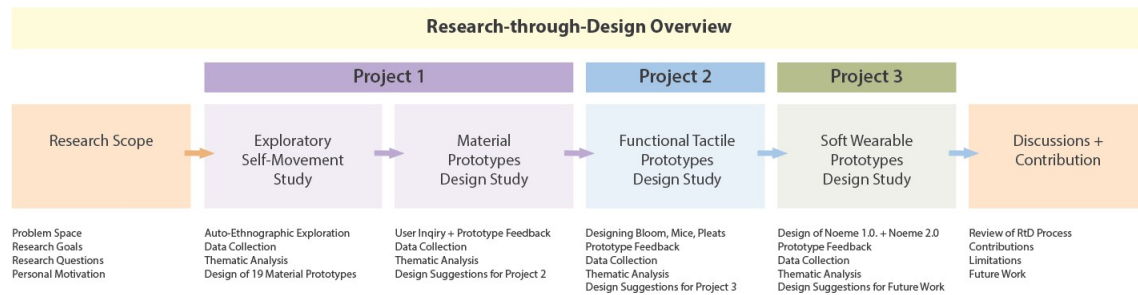 Research-through-Design Overview
Project 1
Project 2
Project 3
Research Scope
Exploratory
Self-Movement
Study
Material
Prototypes
Design Study
Functional Tactile
Prototypes
Design Study
Soft Wearable
Prototypes
Design Study
Discussions +
Contribution
Problem Space
Research Goals
Research Questions
Personal Motivation
Auto-Ethnographic Exploration
Data Collection
Thematic Analysis
Design of 19 Material Prototypes
User Inqiry + Prototype Feedback
Data Collection
Thematic Analysis
Design Suggestions for Project 2
Designing Bloom, Mice, Pleats
Prototype Feedback
Data Collection
Thematic Analysis
Design Suggestions for Project 3
Design of Noeme 1.0. + Noeme 2.0
Prototype Feedback
Data Collection
Thematic Analysis
Design Suggestions for Future Work
Review of RtD Process
Contributions
Limitations
Future Work